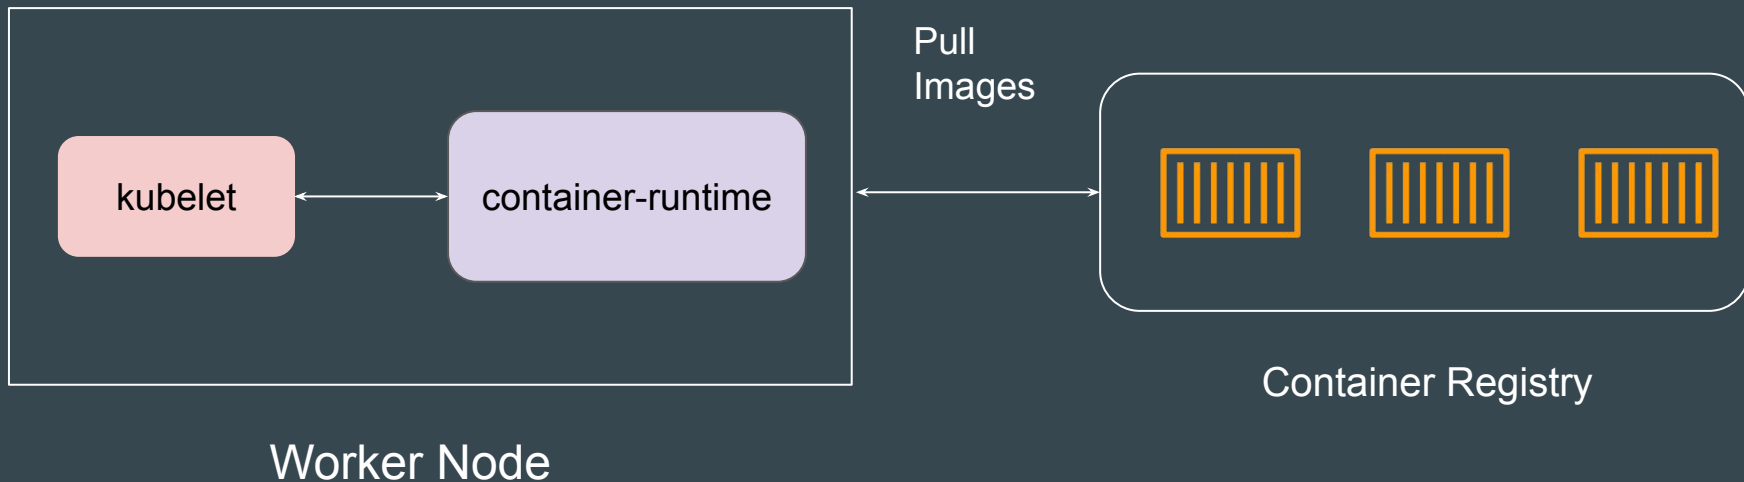 Pull
Images
kubelet
container-runtime
Container Registry
Worker Node